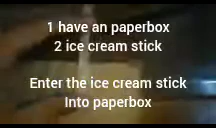 1 have an paperbox
2 ice cream stick
Enter the ice cream stick
Into paperbox